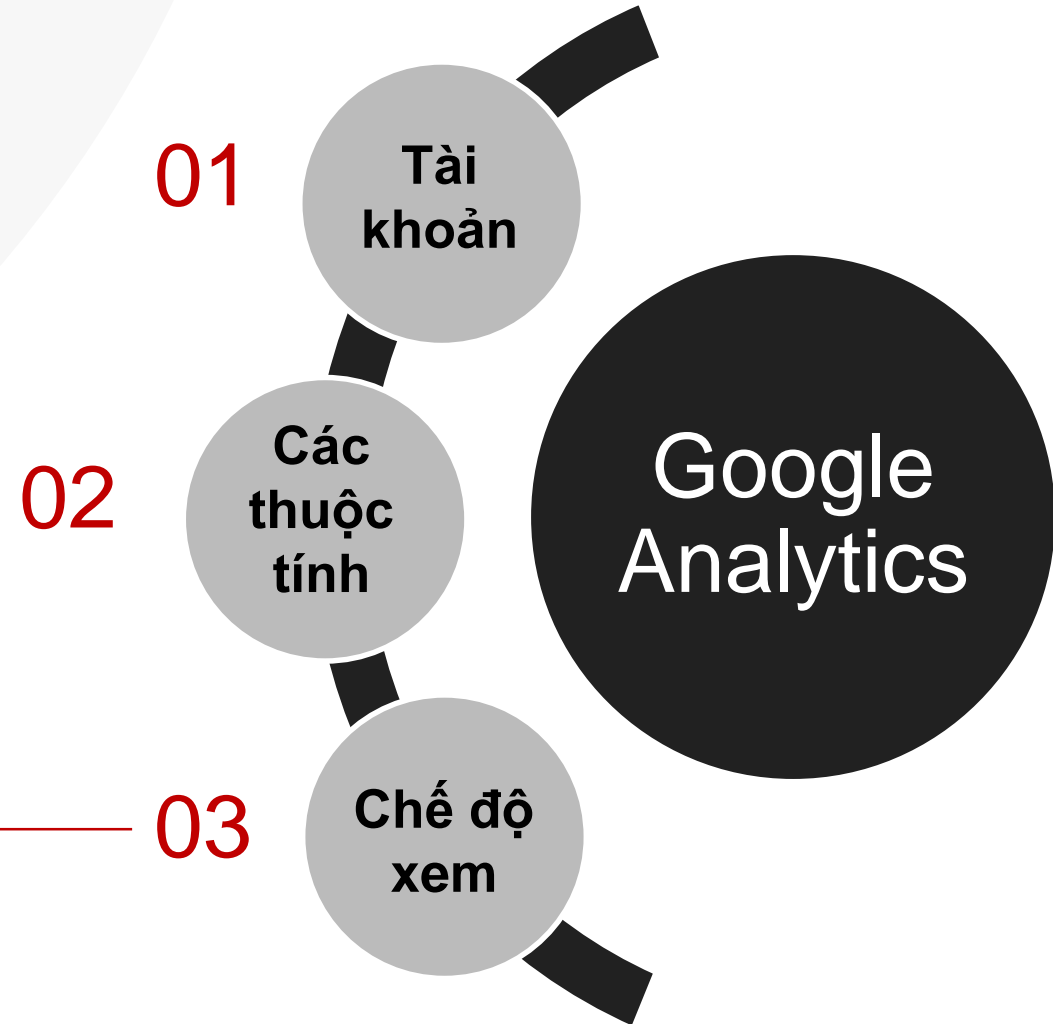 01
Tài
khoản
02
Các
thuộc
tính
Google
Analytics
03
Chế độ
xem